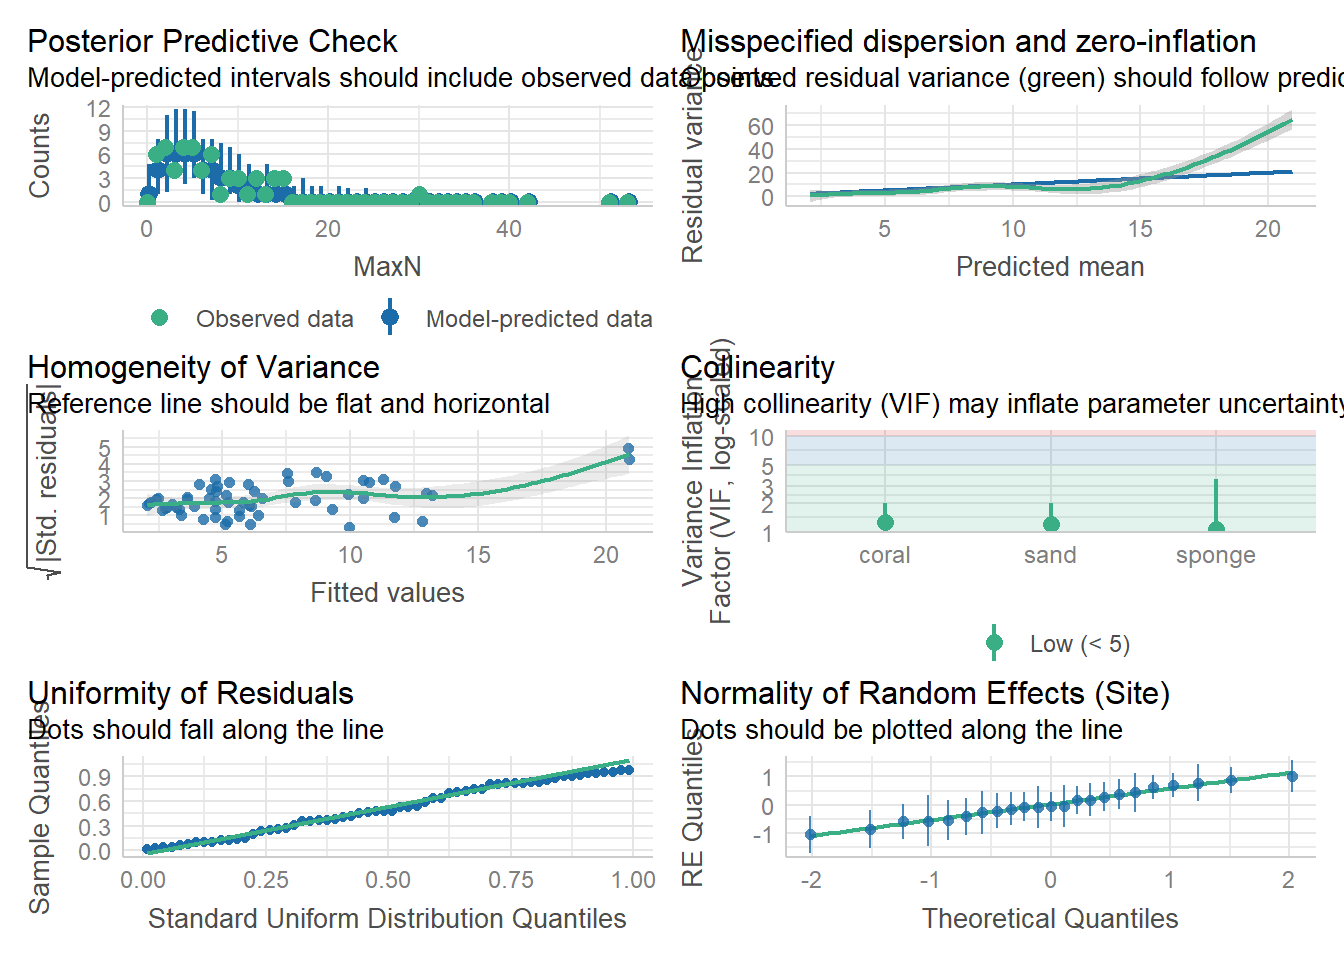 Posterior Predictive Check
Model-predicted intervals should include observed data points
Counts
12
9
6
3
0
0 20 40
MaxN
Observed data Model-predicted data
Misspecified dispersion and zero-inflation
Observed residual variance (green) should follow predic
Residual variance
60
40
20
0
5 10 15 20
Predicted mean
Homogeneity of Variance
Reference line should be flat and horizontal
√|Std. residuals|
5
4
3
2
1
5 10 15 20
Fitted values
Collinearity
High collinearity (VIF) may inflate parameter uncertainty
Variance Inflation
Factor (VIF, log-scaled)
10
5
3
2
1
coral sand sponge
Low (< 5)
Uniformity of Residuals
Dots should fall along the line
Sample Quantiles
0.9
0.6
0.3
0.0
0.00 0.25 0.50 0.75 1.00
Standard Uniform Distribution Quantiles
Normality of Random Effects (Site)
Dots should be plotted along the line
RE Quantiles
1
0
-1
-2 -1 0 1 2
Theoretical Quantiles